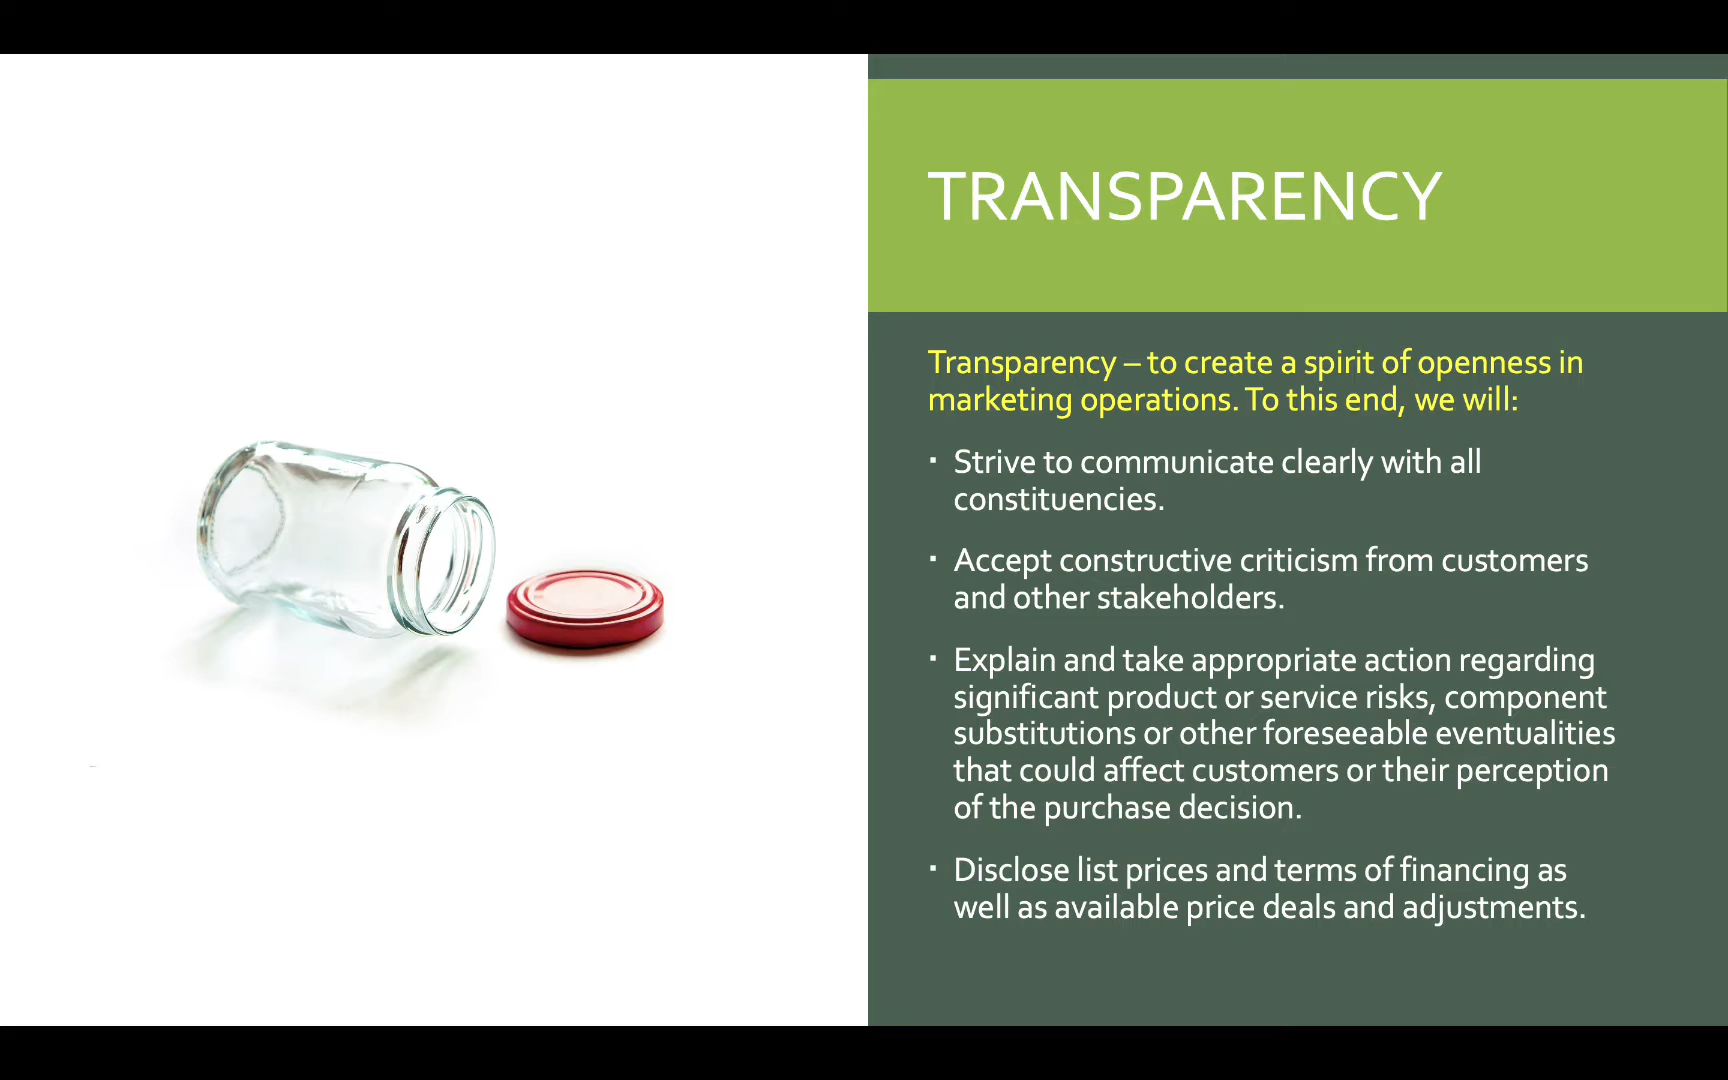 TRANSPARENCY
Transparency – to create a spirit of openness in
marketing operations. To this end, we will:
▪ Strive to communicate clearly with all
constituencies.
▪ Accept constructive criticism from customers
and other stakeholders.
▪ Explain and take appropriate action regarding
significant product or service risks, component
substitutions or other foreseeable eventualities
that could affect customers or their perception
of the purchase decision.
▪ Disclose list prices and terms of financing as
well as available price deals and adjustments.